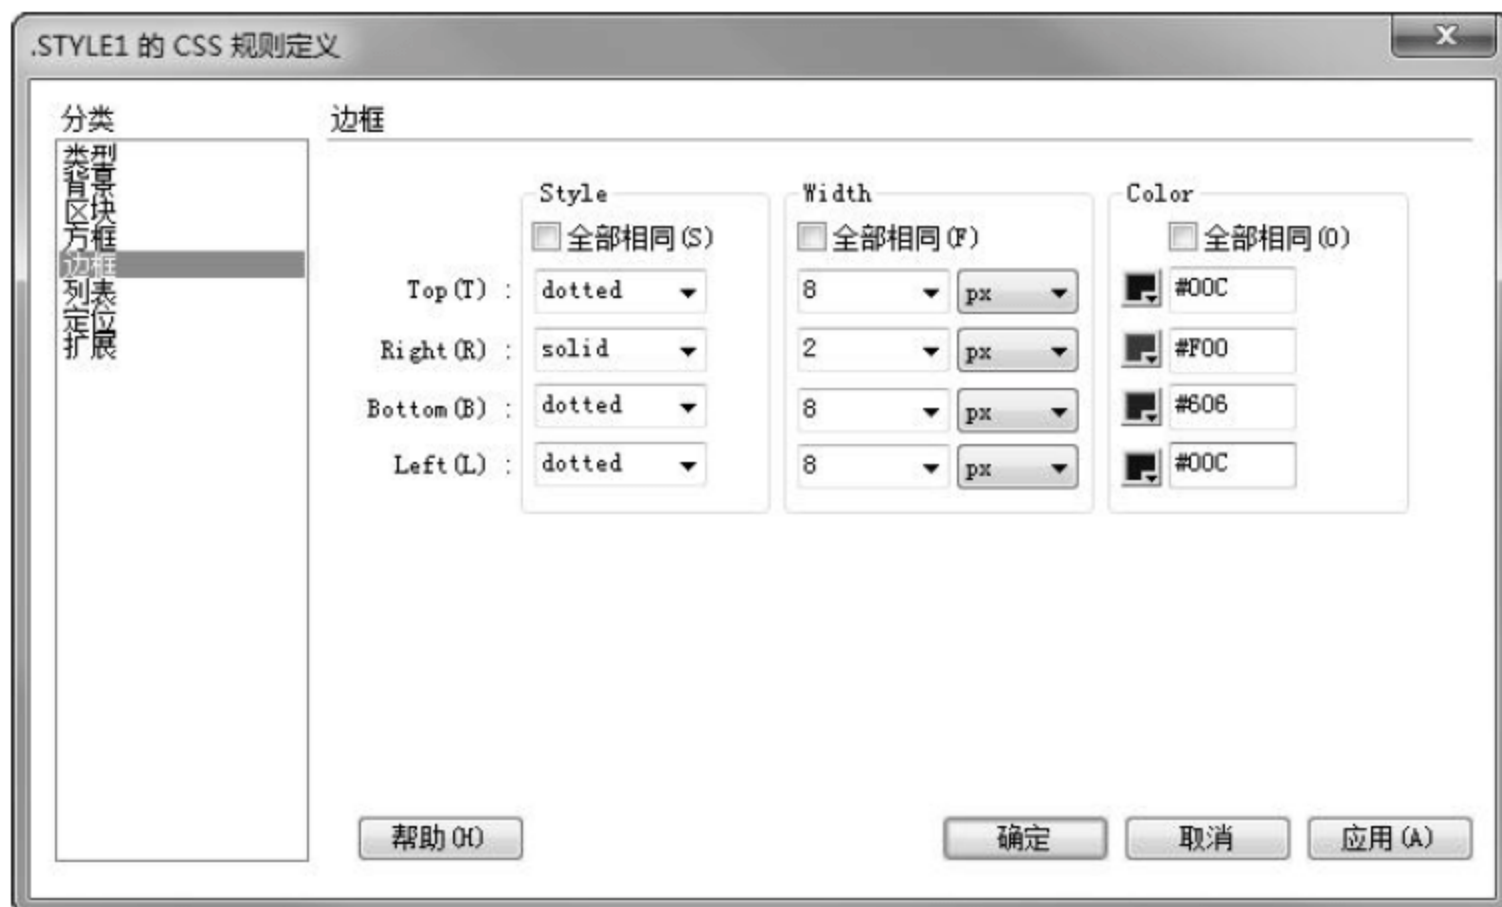 .STYLE1 的 CSS 规则定义
x
分类
类型
背景
区块
方框
边框
列表
定位
扩展
边框
Style Width Color
全部相同(S) 全部相同(F) 全部相同(O)
Top(T) : dotted 8 px #00C
Right(R) : solid 2 px #F00
Bottom(B) : dotted 8 px #606
Left(L) : dotted 8 px #00C
帮助(H) 确定 取消 应用(A)